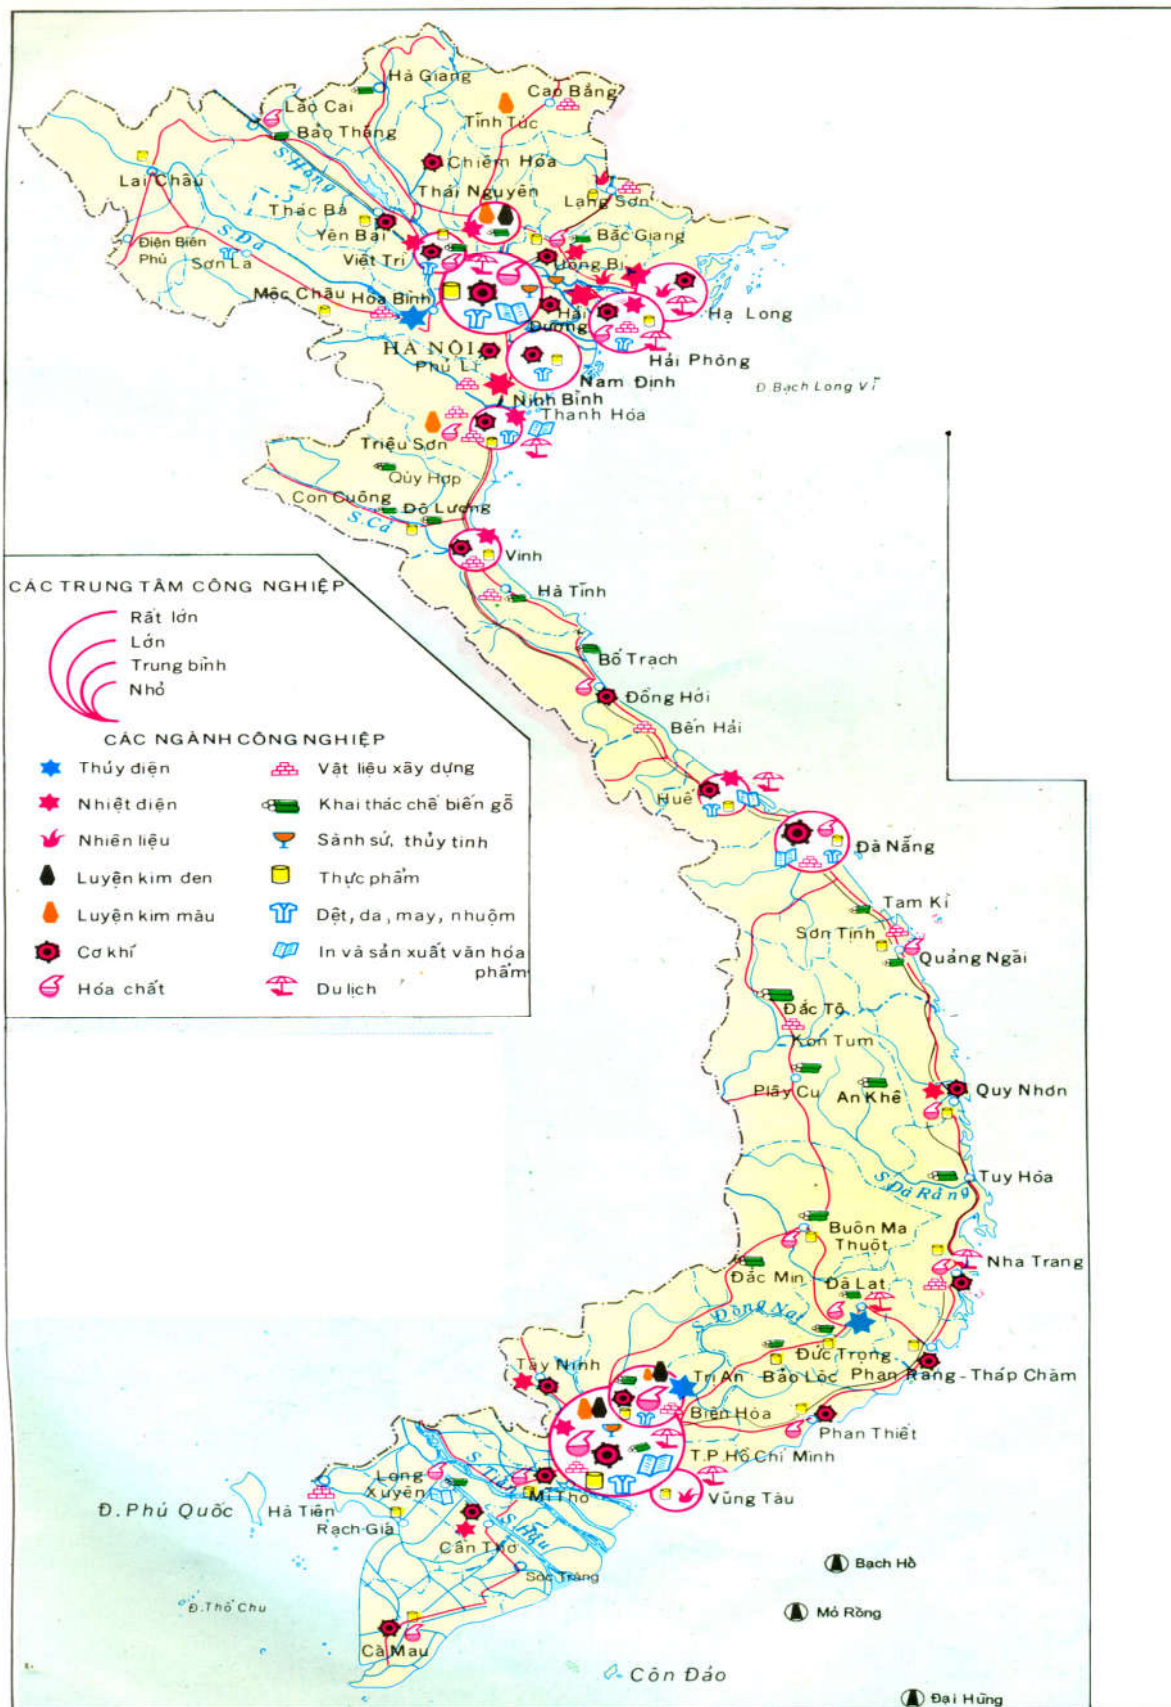 Hà Giang
Cao Bằng
Lào Cai
Tĩnh Túc
Bảo Thắng
S.Hồng
Chiêm Hóa
Lai Châu
Thái Nguyên
Lạng Sơn
Thác Bà
Yên Bái
Bắc Giang
Điện Biên
Phủ
S.Đà
Sơn La
Việt Trì
Uông Bí
Mộc Châu
Hòa Bình
Hải
Dương
Hạ Long
HÀ NỘI
Phủ Lí
Hải Phòng
Nam Định
Đ.Bạch Long Vĩ
Ninh Bình
Thanh Hóa
Triệu Sơn
Qùy Hợp
Con Cuông
Đô Lương
S.Cả
Vinh
CÁC TRUNG TÂM CÔNG NGHIỆP
Rất lớn
Lớn
Trung bình
Nhỏ
CÁC NGÀNH CÔNG NGHIỆP
Thủy điện
Vật liệu xây dựng
Nhiệt điện
Khai thác chế biến gỗ
Nhiên liệu
Sành sứ, thủy tinh
Luyện kim đen
Thực phẩm
Luyện kim màu
Dệt, da, may, nhuộm
Cơ khí
In và sản xuất văn hóa
phẩm
Hóa chất
Du lịch
Hà Tĩnh
Bố Trạch
Đồng Hới
Bến Hải
Huế
Đà Nẵng
Tam Kì
Sơn Tịnh
Quảng Ngãi
Đắc Tô
Kon Tum
Plây Cu
An Khê
Quy Nhơn
S.Đà Rằng
Tuy Hòa
Buôn Ma
Thuột
Nha Trang
Đắc Min
Đà Lạt
Đồng Nai
Đức Trọng
Tây Ninh
Trị An
Bảo Lộc
Phan Rang-Tháp Chàm
Biên Hòa
Phan Thiết
T.P.Hồ Chí Minh
Long
Xuyên
S.Tiền
Mĩ Tho
Vũng Tàu
Đ.Phú Quốc
Hà Tiên
Rạch Giá
S.Hậu
Cần Thơ
Sóc Trăng
Bạch Hổ
Đ.Thổ Chu
Mỏ Rồng
Cà Mau
Côn Đảo
Đại Hùng